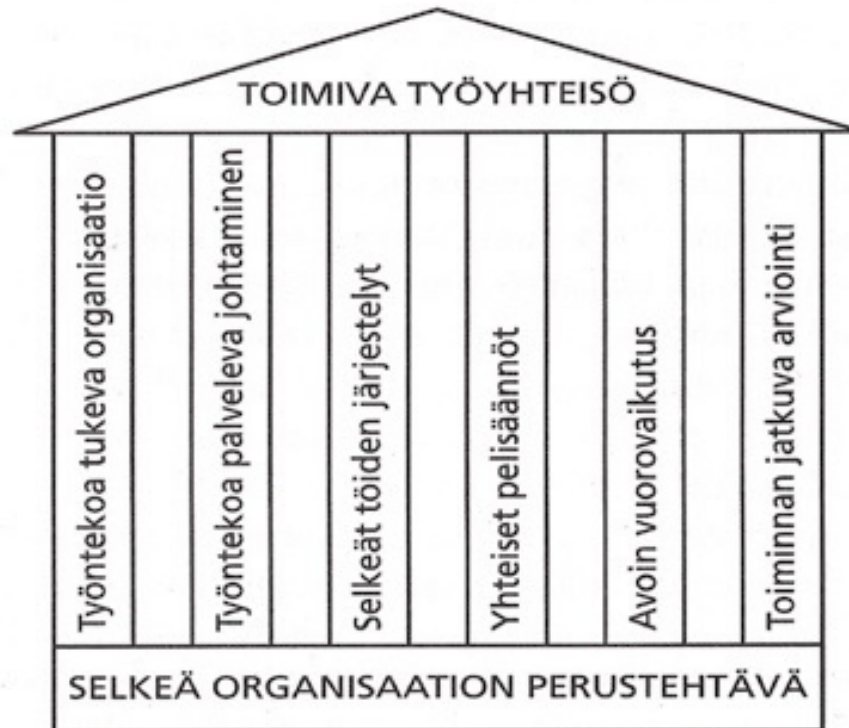 TOIMIVA TYÖYHTEISÖ
Työntekoa tukeva organisaatio
Työntekoa palveleva johtaminen
Selkeät töiden järjestelyt
Yhteiset pelisäännöt
Avoin vuorovaikutus
Toiminnan jatkuva arviointi
SELKEÄ ORGANISAATION PERUSTEHTÄVÄ